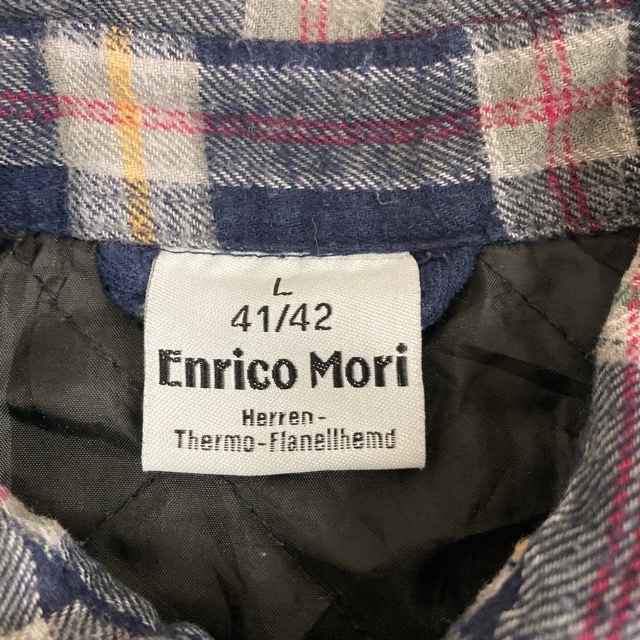 L
41/42
Enrico Mori
Herren-
Thermo-Flanellhemd